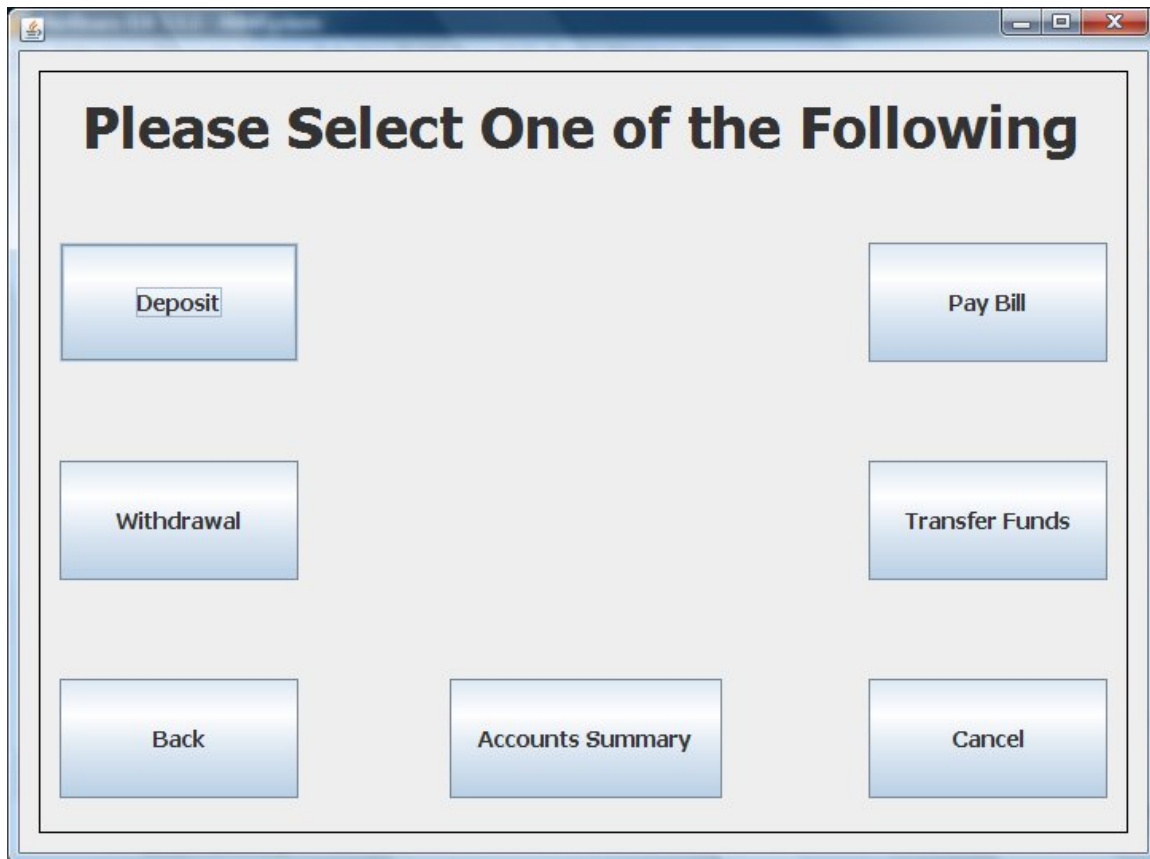 Please Select One of the Following
Deposit
Pay Bill
Withdrawal
Transfer Funds
Back
Accounts Summary
Cancel